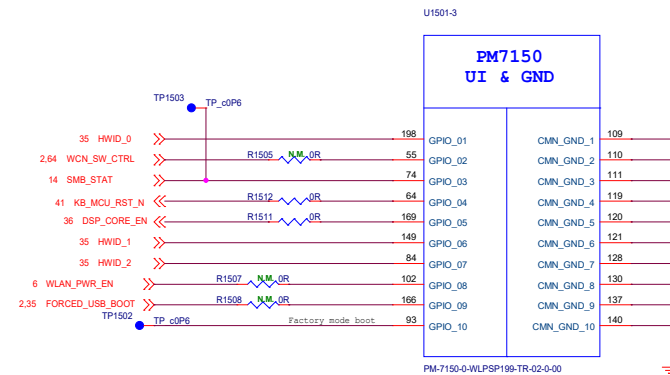 U1501-3
PM7150
UI & GND
TP1503
TP_c0P6
35 HWID_0 198 GPIO_01 CMN_GND_1 109
2,64 WCN_SW_CTRL R1505 N.M. 0R 55 GPIO_02 CMN_GND_2 110
14 SMB_STAT 74 GPIO_03 CMN_GND_3 111
41 KB_MCU_RST_N R1512 0R 64 GPIO_04 CMN_GND_4 119
36 DSP_CORE_EN R1511 0R 169 GPIO_05 CMN_GND_5 120
35 HWID_1 149 GPIO_06 CMN_GND_6 121
35 HWID_2 84 GPIO_07 CMN_GND_7 128
6 WLAN_PWR_EN R1507 N.M. 0R 102 GPIO_08 CMN_GND_8 130
2,35 FORCED_USB_BOOT R1508 N.M. 0R 166 GPIO_09 CMN_GND_9 137
TP1502 TP_c0P6 Factory mode boot 93 GPIO_10 CMN_GND_10 140
PM-7150-0-WLPSP199-TR-02-0-00